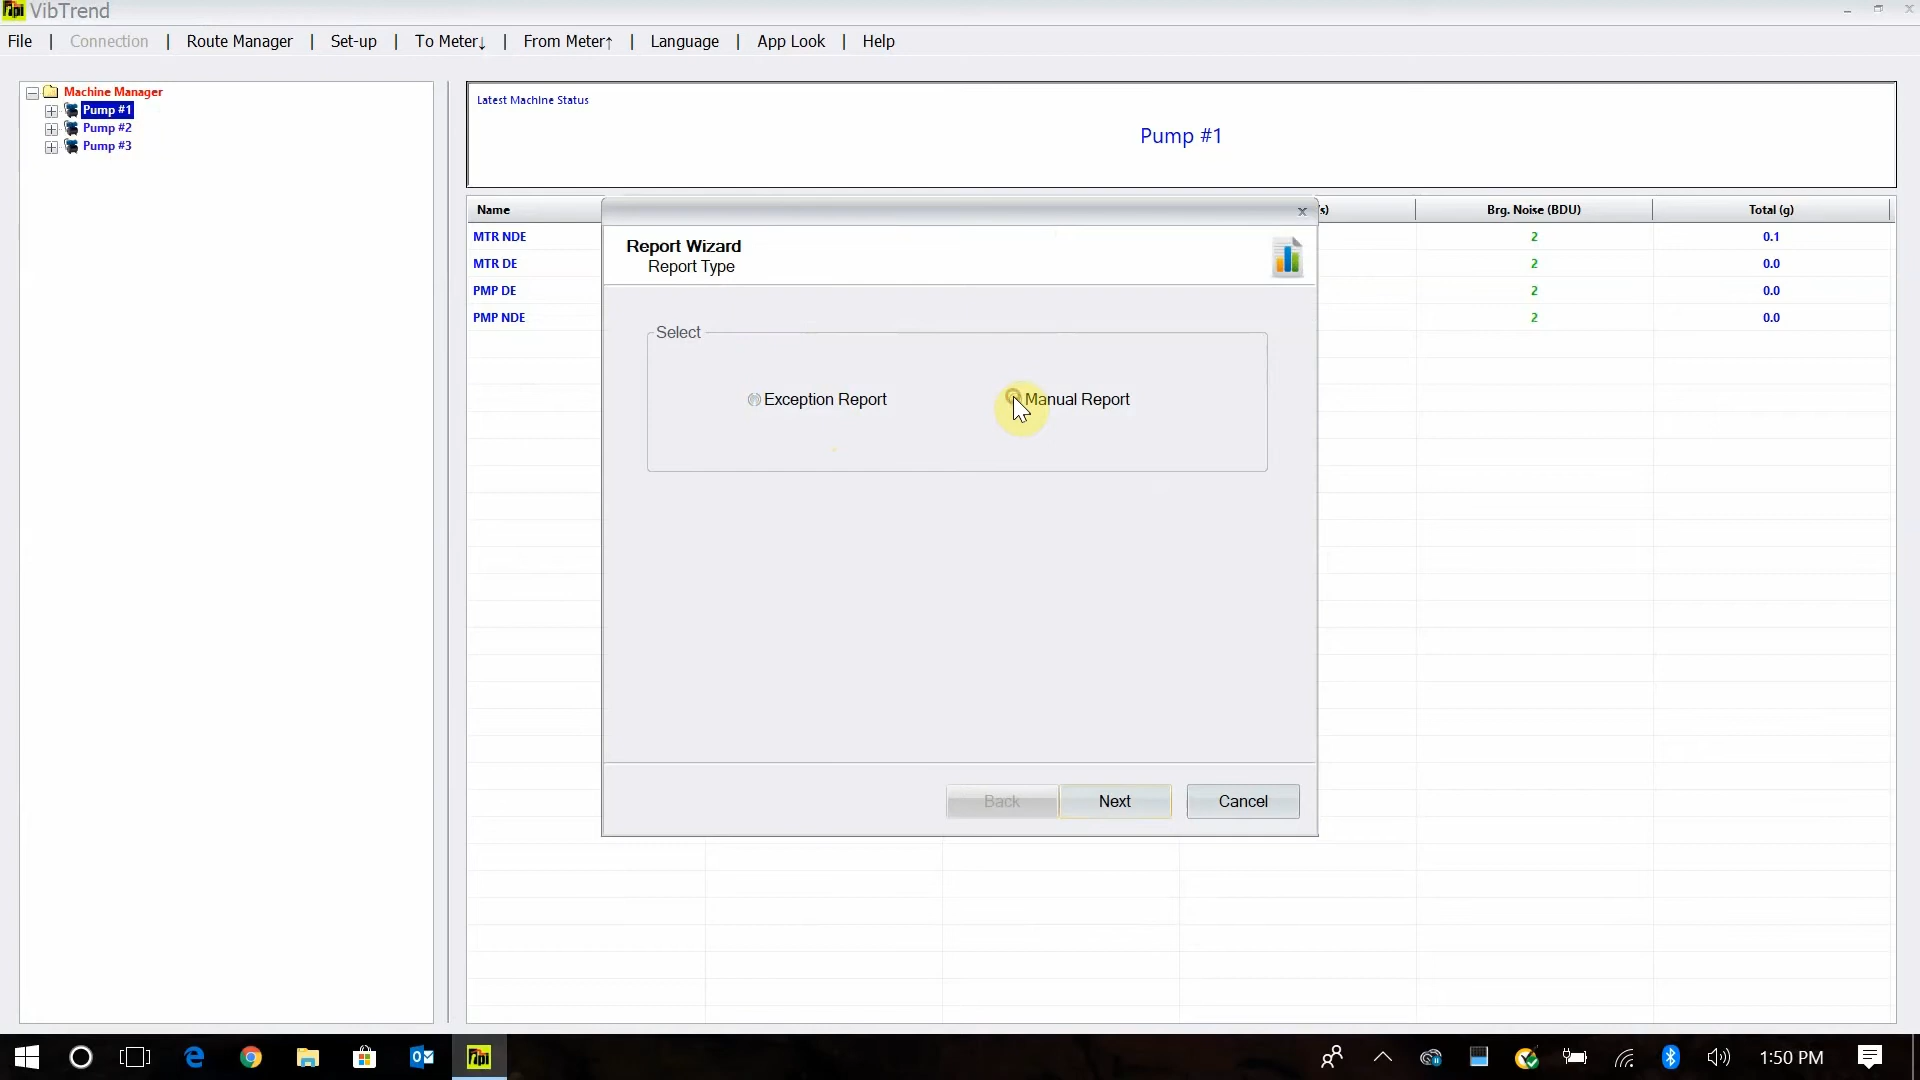 VibTrend
File | Connection | Route Manager | Set-up | To Meter↓ | From Meter↑ | Language | App Look | Help
Machine Manager
Pump #1
Pump #2
Pump #3
Latest Machine Status
Pump #1
Name /s) Brg. Noise (BDU) Total (g)
MTR NDE 2 0.1
MTR DE 2 0.0
PMP DE 2 0.0
PMP NDE 2 0.0
Report Wizard
Report Type
Select
Exception Report Manual Report
Back Next Cancel
1:50 PM